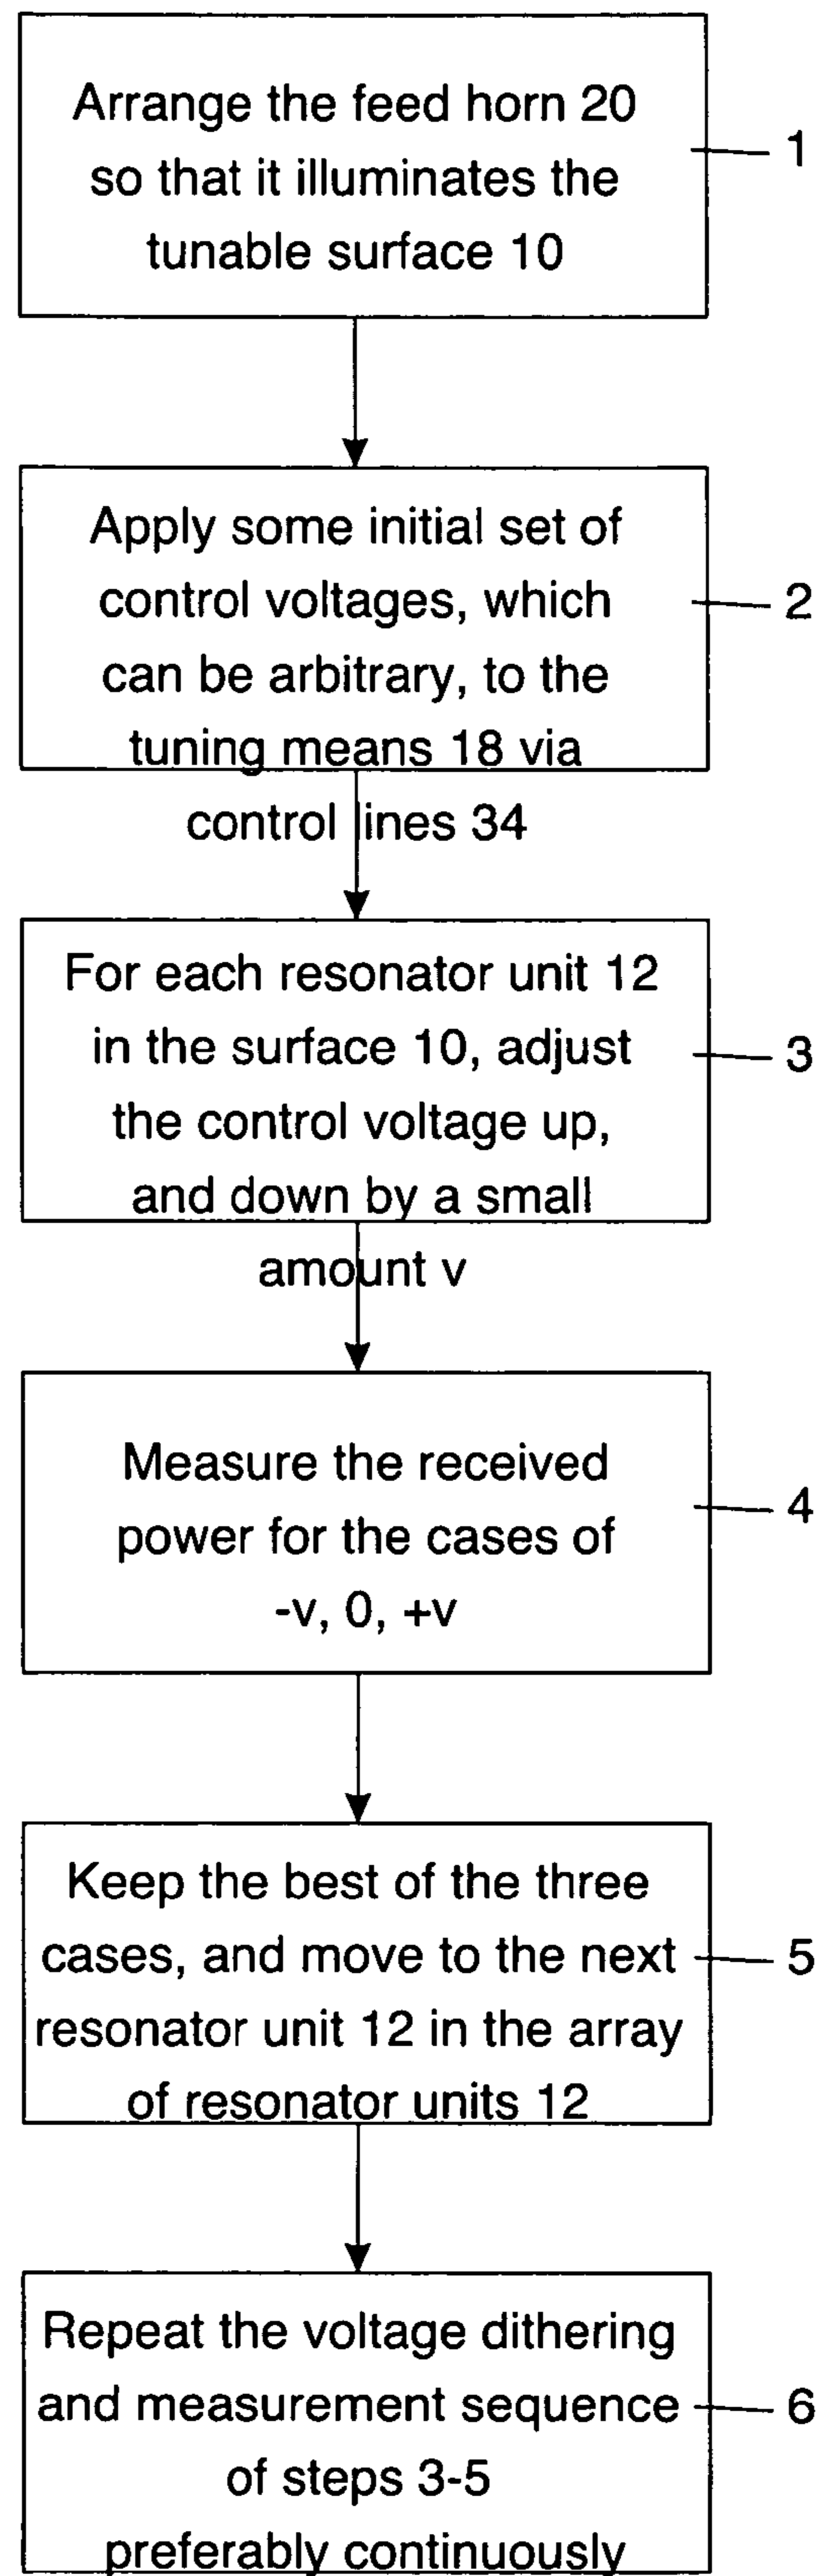 Arrange the feed horn 20
so that it illuminates the
tunable surface 10
1
Apply some initial set of
control voltages, which
can be arbitrary, to the
tuning means 18 via
control lines 34
2
For each resonator unit 12
in the surface 10, adjust
the control voltage up,
and down by a small
amount v
3
Measure the received
power for the cases of
-v, 0, +v
4
Keep the best of the three
cases, and move to the next
resonator unit 12 in the array
of resonator units 12
5
Repeat the voltage dithering
and measurement sequence
of steps 3-5
preferably continuously
6